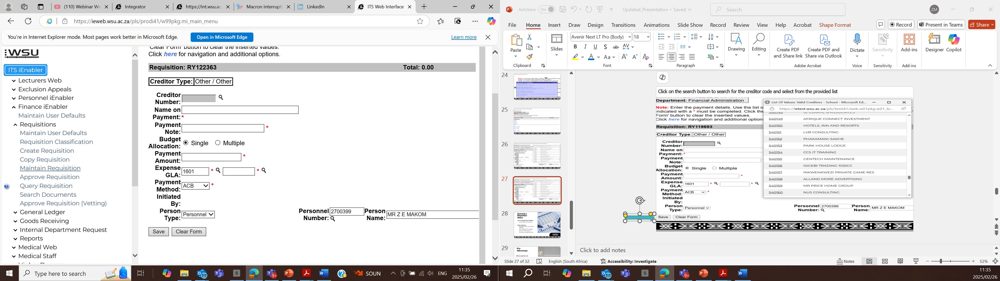 (110) Webinar We
Integrator
https://int.wsu.ac.
Macron interrupts
LinkedIn
ITS Web Interface
https://ieweb.wsu.ac.za/pls/prodi41/w99pkg.mi_main_menu
You're in Internet Explorer mode. Most pages work better in Microsoft Edge.
Open in Microsoft Edge
Learn more
WSU
Walter Sisulu University
ITS iEnabler
Lecturers Web
Exclusion Appeals
Personnel iEnabler
Finance iEnabler
Maintain User Defaults
Requisitions
Maintain User Defaults
Requisition Classification
Create Requisition
Copy Requisition
Maintain Requisition
Approve Requisition
Query Requisition
Search Documents
Approve Requisition (Vetting)
General Ledger
Goods Receiving
Internal Department Request
Reports
Medical Web
Medical Staff
'Clear Form' button to clear the inserted values.
Click here for navigation and additional options.
Requisition: RY122363 Total: 0.00
Creditor Type: Other / Other
Creditor
Number:
Name on
Payment: *
Payment
Note: *
Budget
Allocation: Single Multiple
Payment
Amount: *
Expense
GLA: 1601 * *
Payment
Method: ACB *
Initiated
By:
Person
Type: Personnel
Personnel
Number: 2700399
Person
Name: MR Z E MAKOM
Save Clear Form
Type here to search
S
9+
SOUN
ENG
11:35
2025/02/26
AutoSave On
Updated_Presentation • Saved
Search
ZM
File Home Insert Draw Design Transitions Animations Slide Show Record Review View Help Acrobat Shape Format
Record
Present in Teams
Share
Paste
Clipboard
Slides
Avenir Next LT Pro (Body) 18
B I U S ab AV
A Aa A A A
Font
Paragraph
Drawing
Editing
Create PDF
and Share link
Create PDF and
Share via Outlook
Adobe Acrobat
Dictate
Voice
Sensitivity
Sensitivity
Add-ins
Add-ins
Designer
Copilot
24
25
26
27
28
Querying a
Requisition
Status
WSU
29
Key
Takeaways
Click on the search button to search for the creditor code and select from the provided list
Department: Financial Administration
Note: Enter the payment details. Use the list o
indicated with a * must be completed. Click the
Form' button to clear the inserted values.
Click here for navigation and additional option
Requisition: RY119693
Creditor Type: Other / Other
Creditor
Number:
Name on
Payment: *
Payment
Note:
Budget
Allocation: Single Multiple
Payment
Amount: *
Expense
GLA: 1601 * *
Payment
Method: ACB *
Initiated
By:
Person
Type: Personnel
Personnel
Number: 2700399
Person
Name: MR Z E MAKOM
Save Clear Form
List Of Values: Valid Creditors - School - Microsoft Ed...
https://ietest.wsu.ac.za/pls/testi41/web.w01pkg.w01_lo...
540149 AFRIQUE CONNECT INVESTMENT
540150 HOTELS, INN AND RESORTS
540151 LVB CONSULTING
540152 PHAKAMANI-SAKHE
540153 PARK HOUSE LODGE
540154 CCS IT TRAINING
540155 GENTECH MAINTENANCE
540156 ISICEBI TRADING 1032CC
540157 INKWENKWEZI PRIVATE GAME RES
540158 ALLAND MORE ADVERTISING
540159 MR PRICE HOME GROUP
540160 NUS CONSULTING
Click to add notes
Slide 27 of 32
English (South Africa)
Accessibility: Investigate
Notes
52%
S
9+
11:35
2025/02/26